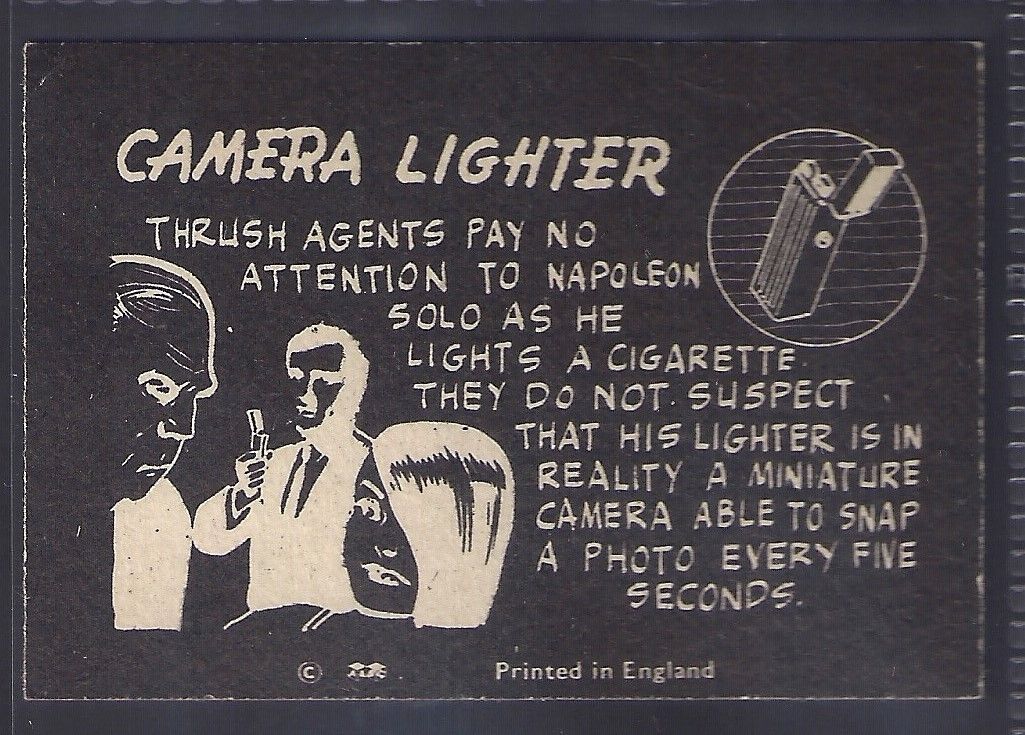 CAMERA LIGHTER
THRUSH AGENTS PAY NO
ATTENTION TO NAPOLEON
SOLO AS HE
LIGHTS A CIGARETTE.
THEY DO NOT SUSPECT
THAT HIS LIGHTER IS IN
REALITY A MINIATURE
CAMERA ABLE TO SNAP
A PHOTO EVERY FIVE
SECONDS.
© Printed in England